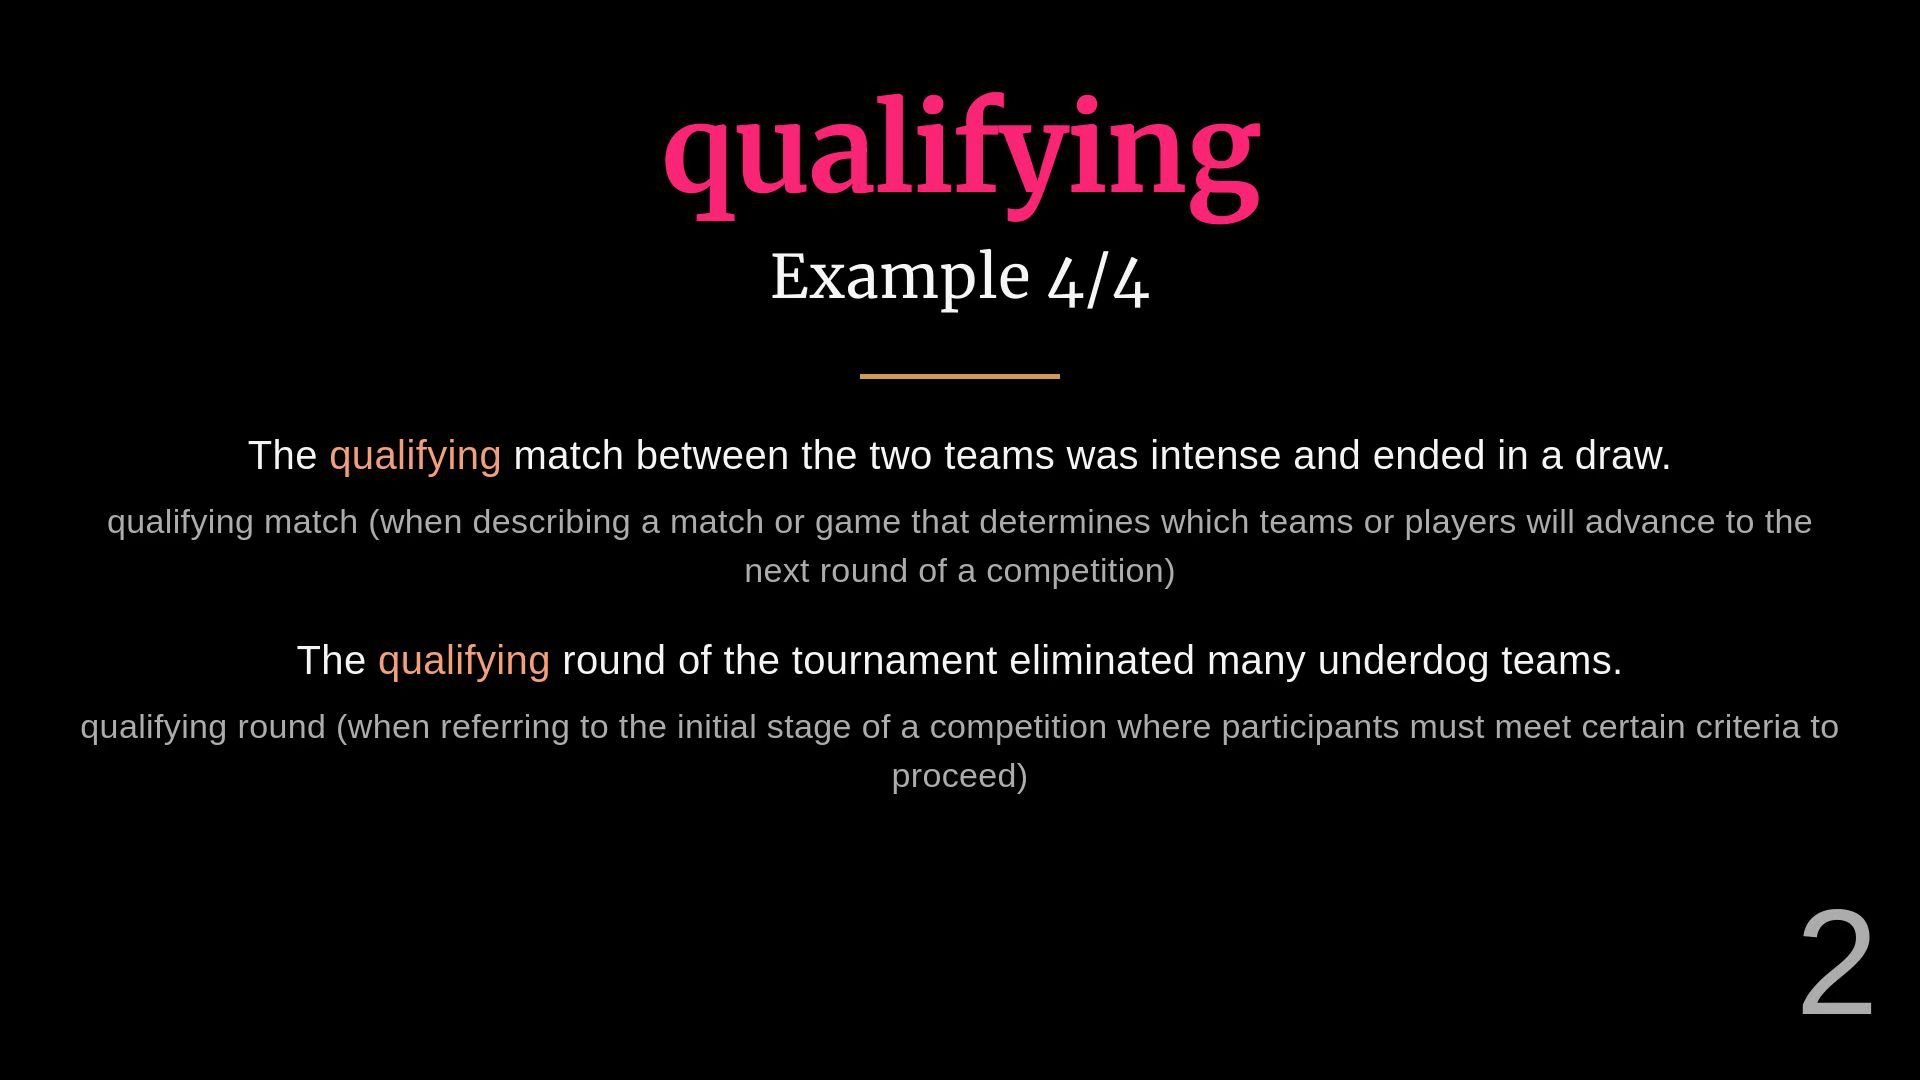 qualifying
Example 4/4
The qualifying match between the two teams was intense and ended in a draw.
qualifying match (when describing a match or game that determines which teams or players will advance to the
next round of a competition)
The qualifying round of the tournament eliminated many underdog teams.
qualifying round (when referring to the initial stage of a competition where participants must meet certain criteria to
proceed)
2